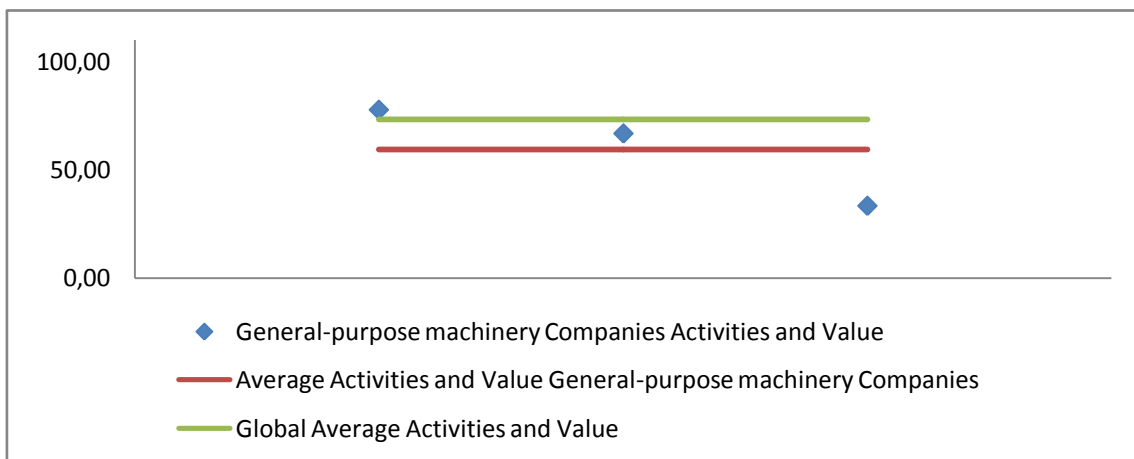 100,00
50,00
0,00
General-purpose machinery Companies Activities and Value
Average Activities and Value General-purpose machinery Companies
Global Average Activities and Value